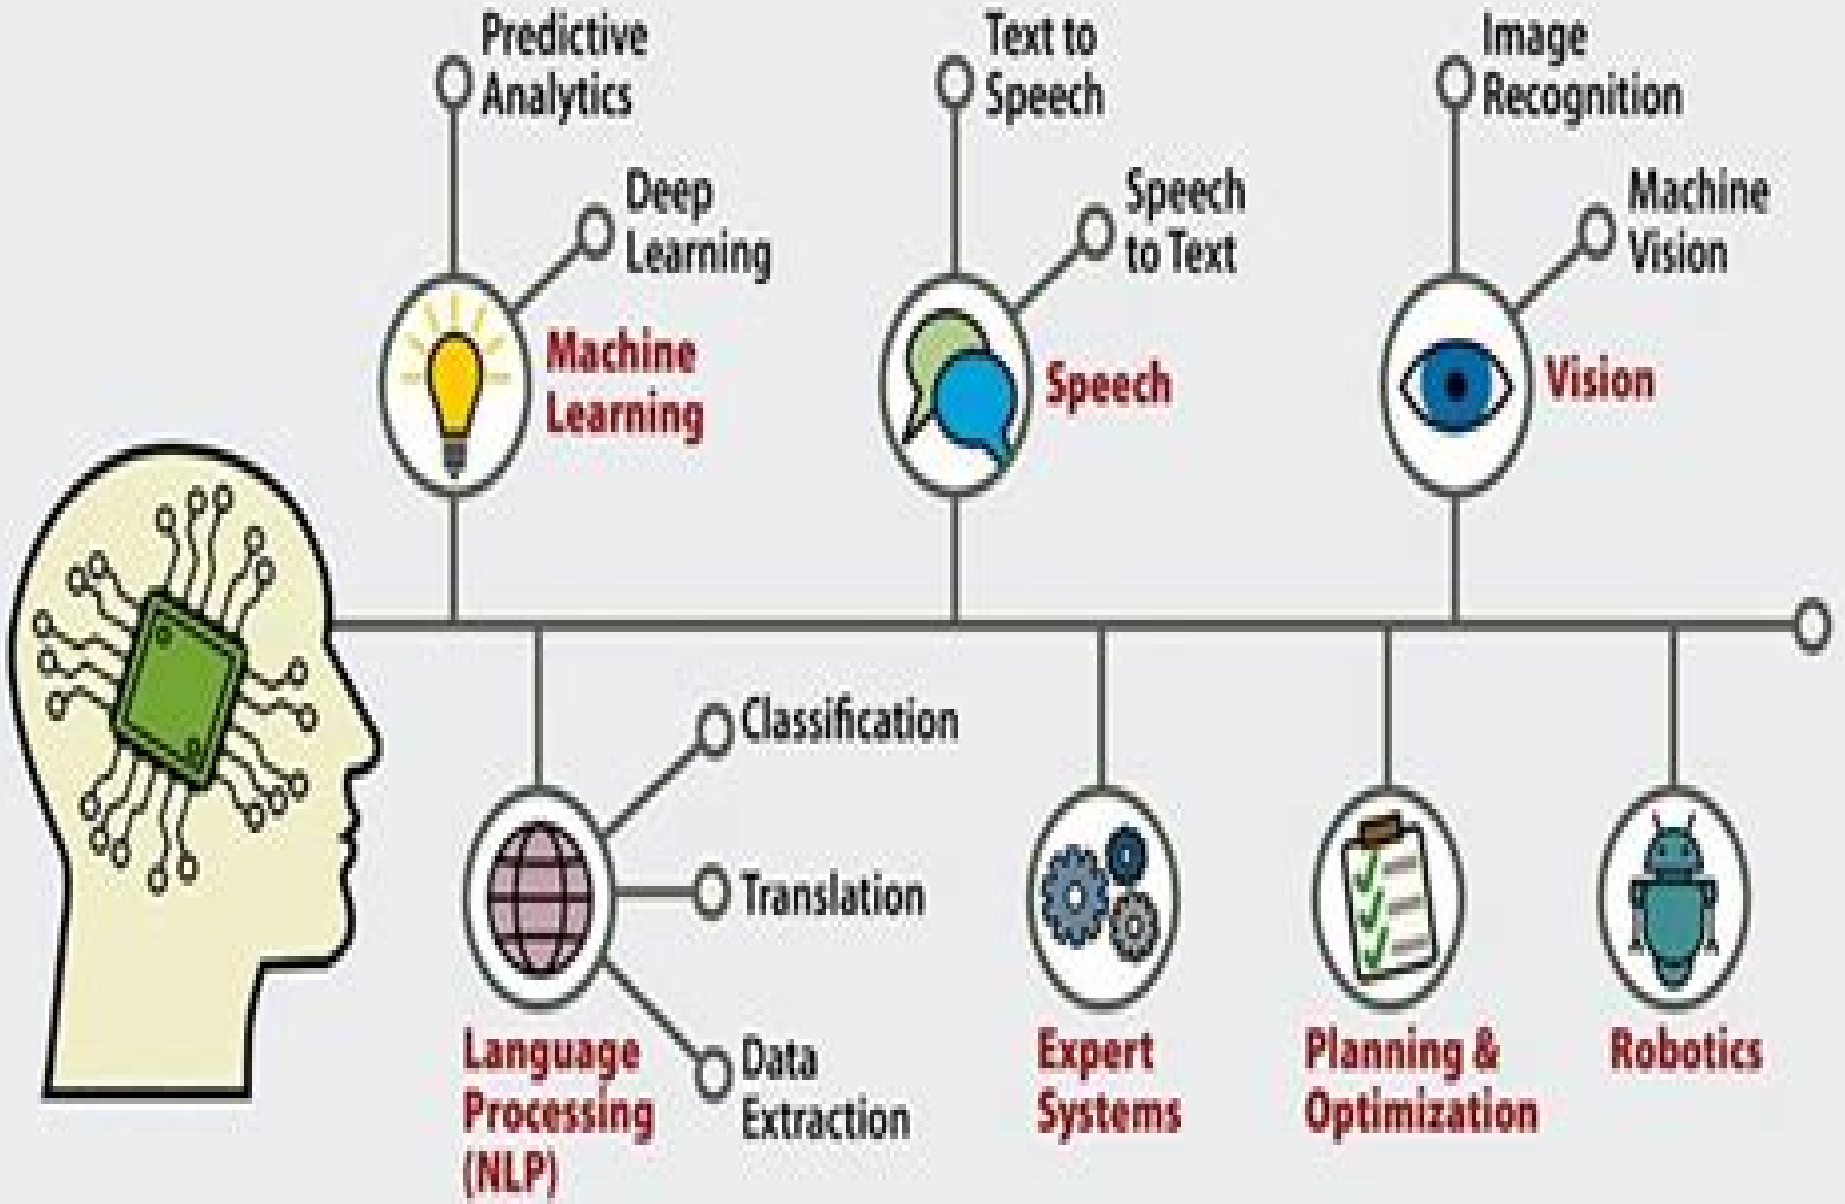 Predictive
Analytics
Deep
Learning
Machine
Learning
Text to
Speech
Speech
to Text
Speech
Image
Recognition
Machine
Vision
Vision
Classification
Translation
Data
Extraction
Language
Processing
(NLP)
Expert
Systems
Planning &
Optimization
Robotics